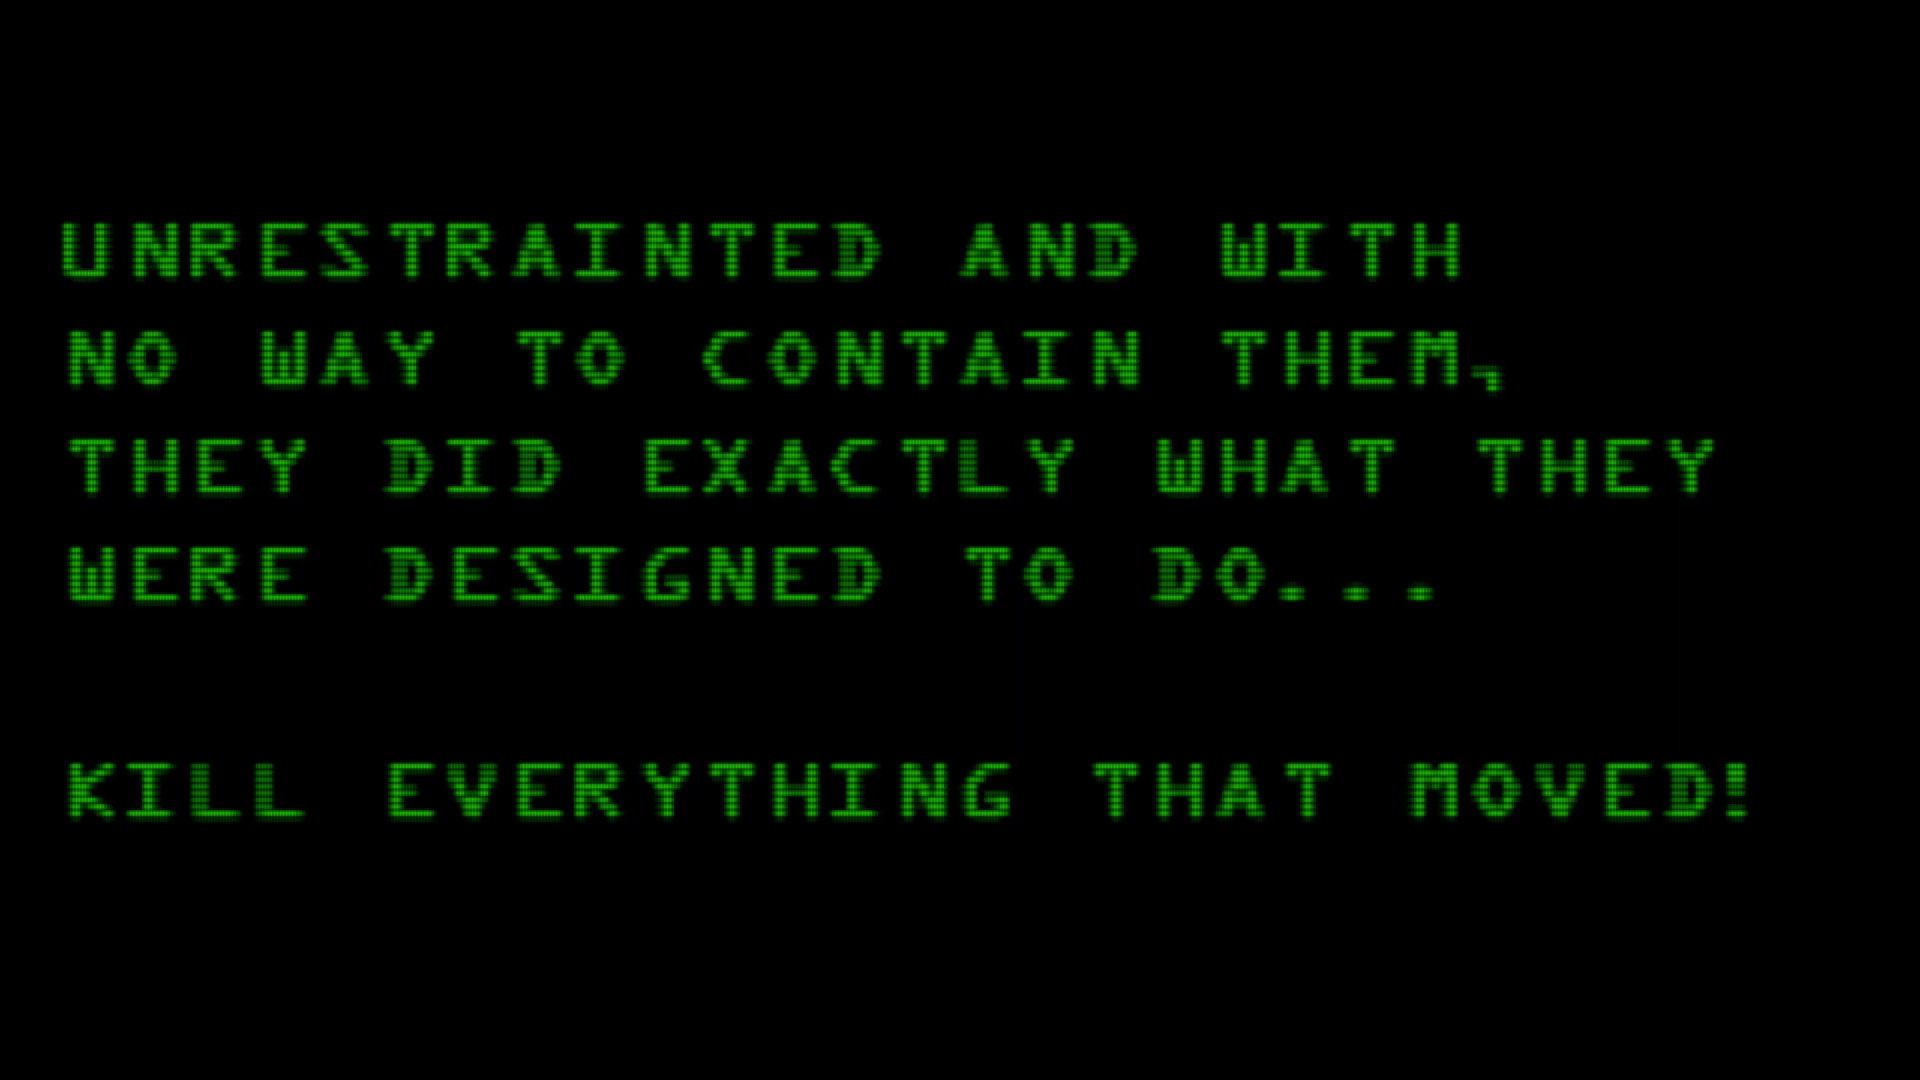 UNRESTRAINTED AND WITH
NO WAY TO CONTAIN THEM,
THEY DID EXACTLY WHAT THEY
WERE DESIGNED TO DO...
KILL EVERYTHING THAT MOVED!